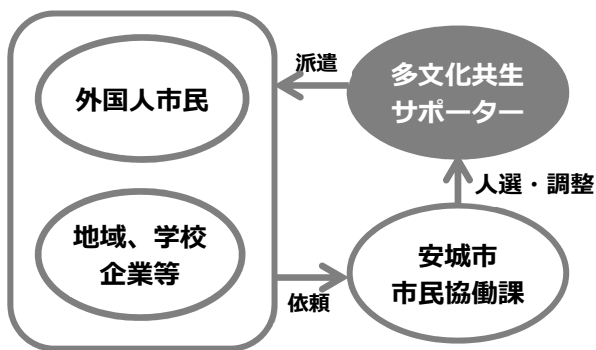 外国人市民
地域、学校
企業等
派遣
多文化共生
サポーター
人選・調整
依頼
安城市
市民協働課